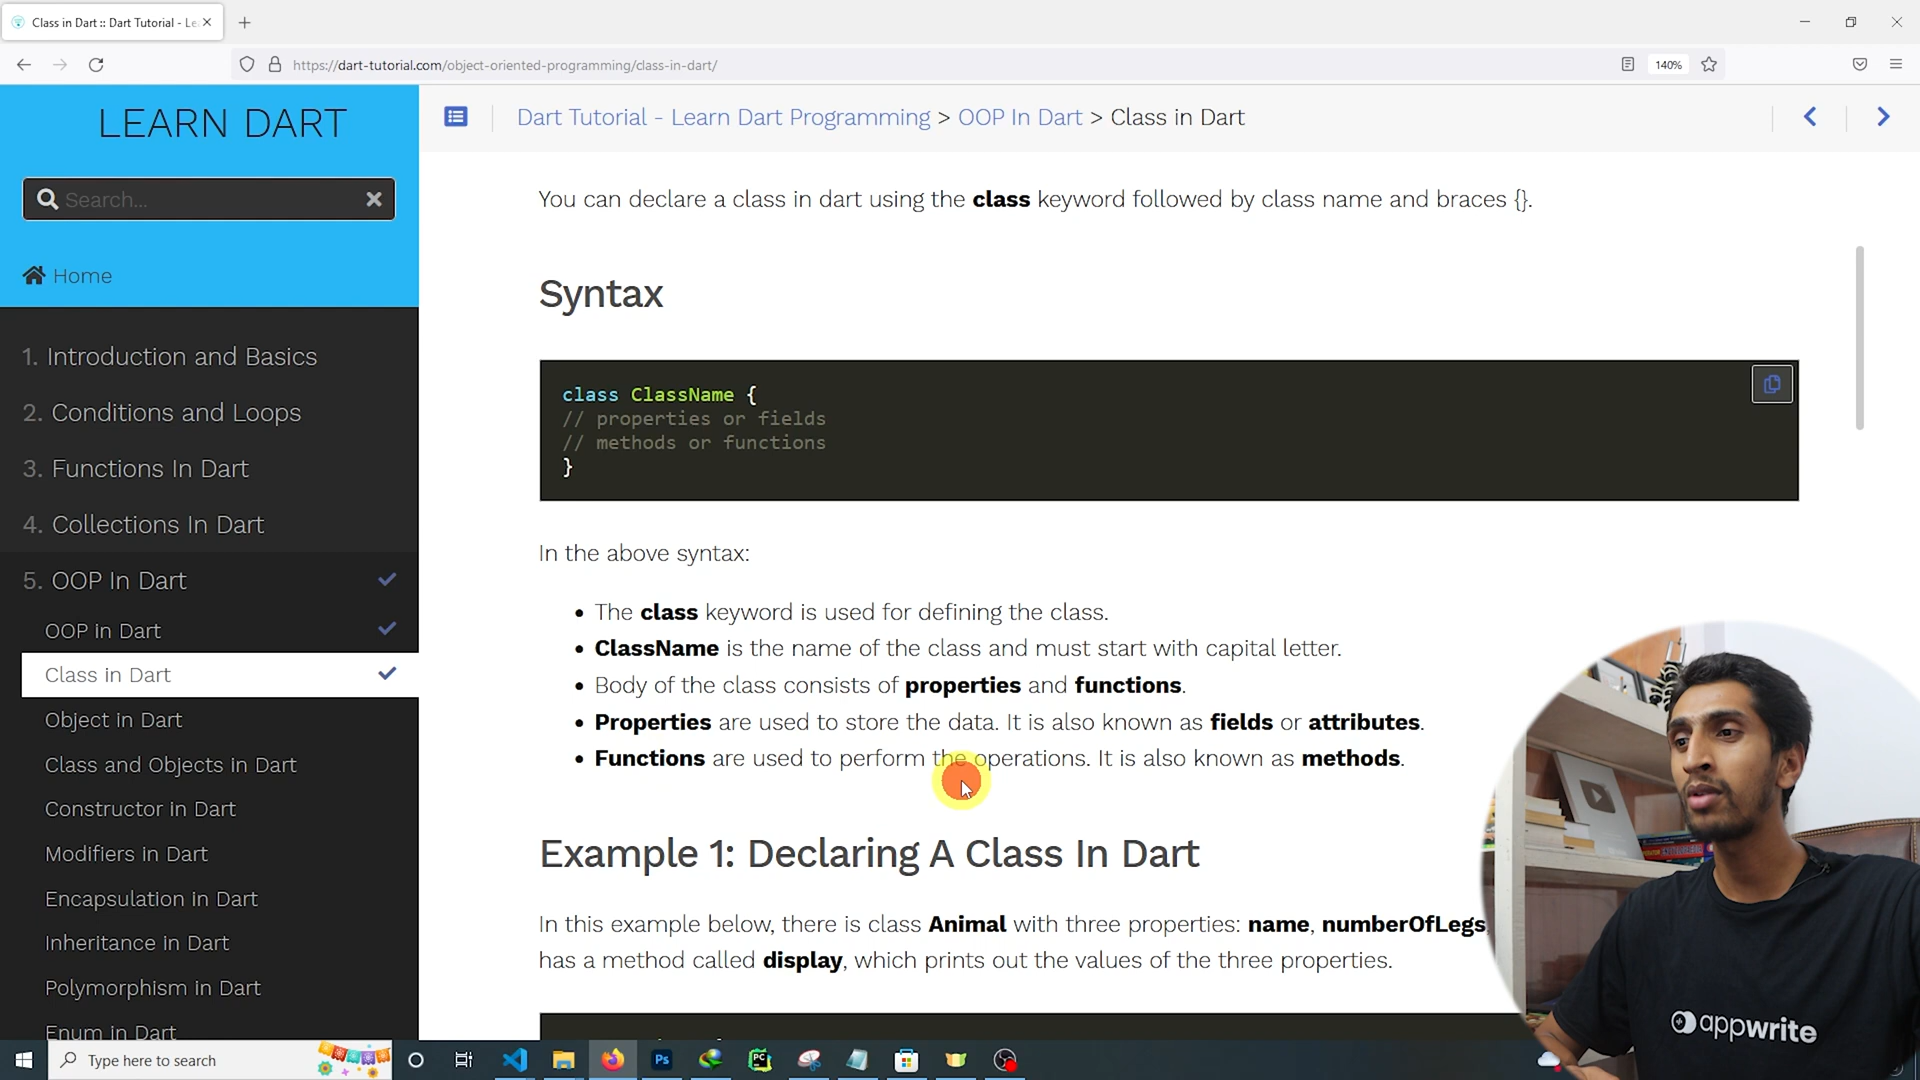 Class in Dart :: Dart Tutorial - Le
https://dart-tutorial.com/object-oriented-programming/class-in-dart/
140%
LEARN DART
Search...
Home
1. Introduction and Basics
2. Conditions and Loops
3. Functions In Dart
4. Collections In Dart
5. OOP In Dart
OOP in Dart
Class in Dart
Object in Dart
Class and Objects in Dart
Constructor in Dart
Modifiers in Dart
Encapsulation in Dart
Inheritance in Dart
Polymorphism in Dart
Enum in Dart
Dart Tutorial - Learn Dart Programming > OOP In Dart > Class in Dart
You can declare a class in dart using the class keyword followed by class name and braces {}.
Syntax
class ClassName {
// properties or fields
// methods or functions
}
In the above syntax:
• The class keyword is used for defining the class.
• ClassName is the name of the class and must start with capital letter.
• Body of the class consists of properties and functions.
• Properties are used to store the data. It is also known as fields or attributes.
• Functions are used to perform the operations. It is also known as methods.
Example 1: Declaring A Class In Dart
In this example below, there is class Animal with three properties: name, numberOfLegs,
has a method called display, which prints out the values of the three properties.
appwrite
Type here to search
Ps
PC